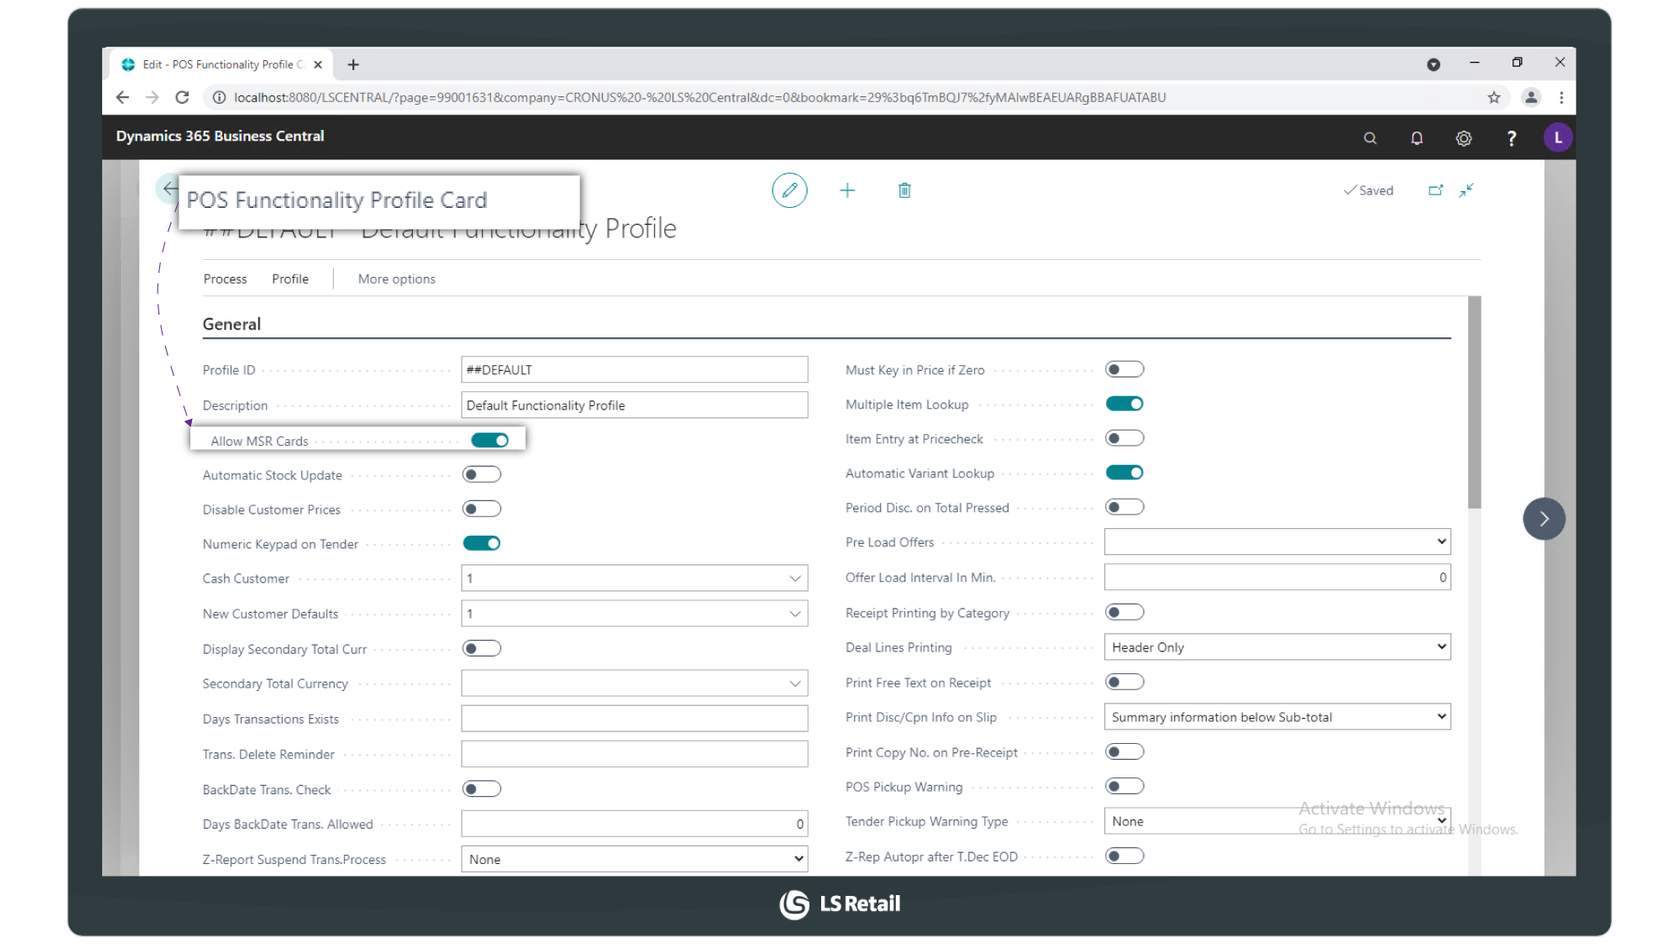 Edit - POS Functionality Profile C
localhost:8080/LSCENTRAL/?page=99001631&company=CRONUS%20-%20LS%20Central&dc=0&bookmark=29%3bq6TmBQJ7%2fyMAIwBEAEUARgBBAFUATABU
Dynamics 365 Business Central
?
L
POS Functionality Profile Card
Saved
##DEFAULT · Default Functionality Profile
Process
Profile
More options
General
Profile ID
##DEFAULT
Description
Default Functionality Profile
Allow MSR Cards
Automatic Stock Update
Disable Customer Prices
Numeric Keypad on Tender
Cash Customer
1
New Customer Defaults
1
Display Secondary Total Curr
Secondary Total Currency
Days Transactions Exists
Trans. Delete Reminder
BackDate Trans. Check
Days BackDate Trans. Allowed
0
Z-Report Suspend Trans.Process
None
Must Key in Price if Zero
Multiple Item Lookup
Item Entry at Pricecheck
Automatic Variant Lookup
Period Disc. on Total Pressed
Pre Load Offers
Offer Load Interval In Min.
0
Receipt Printing by Category
Deal Lines Printing
Header Only
Print Free Text on Receipt
Print Disc/Cpn Info on Slip
Summary information below Sub-total
Print Copy No. on Pre-Receipt
POS Pickup Warning
Tender Pickup Warning Type
None
Z-Rep Autopr after T.Dec EOD
Activate Windows
Go to Settings to activate Windows.
LS Retail